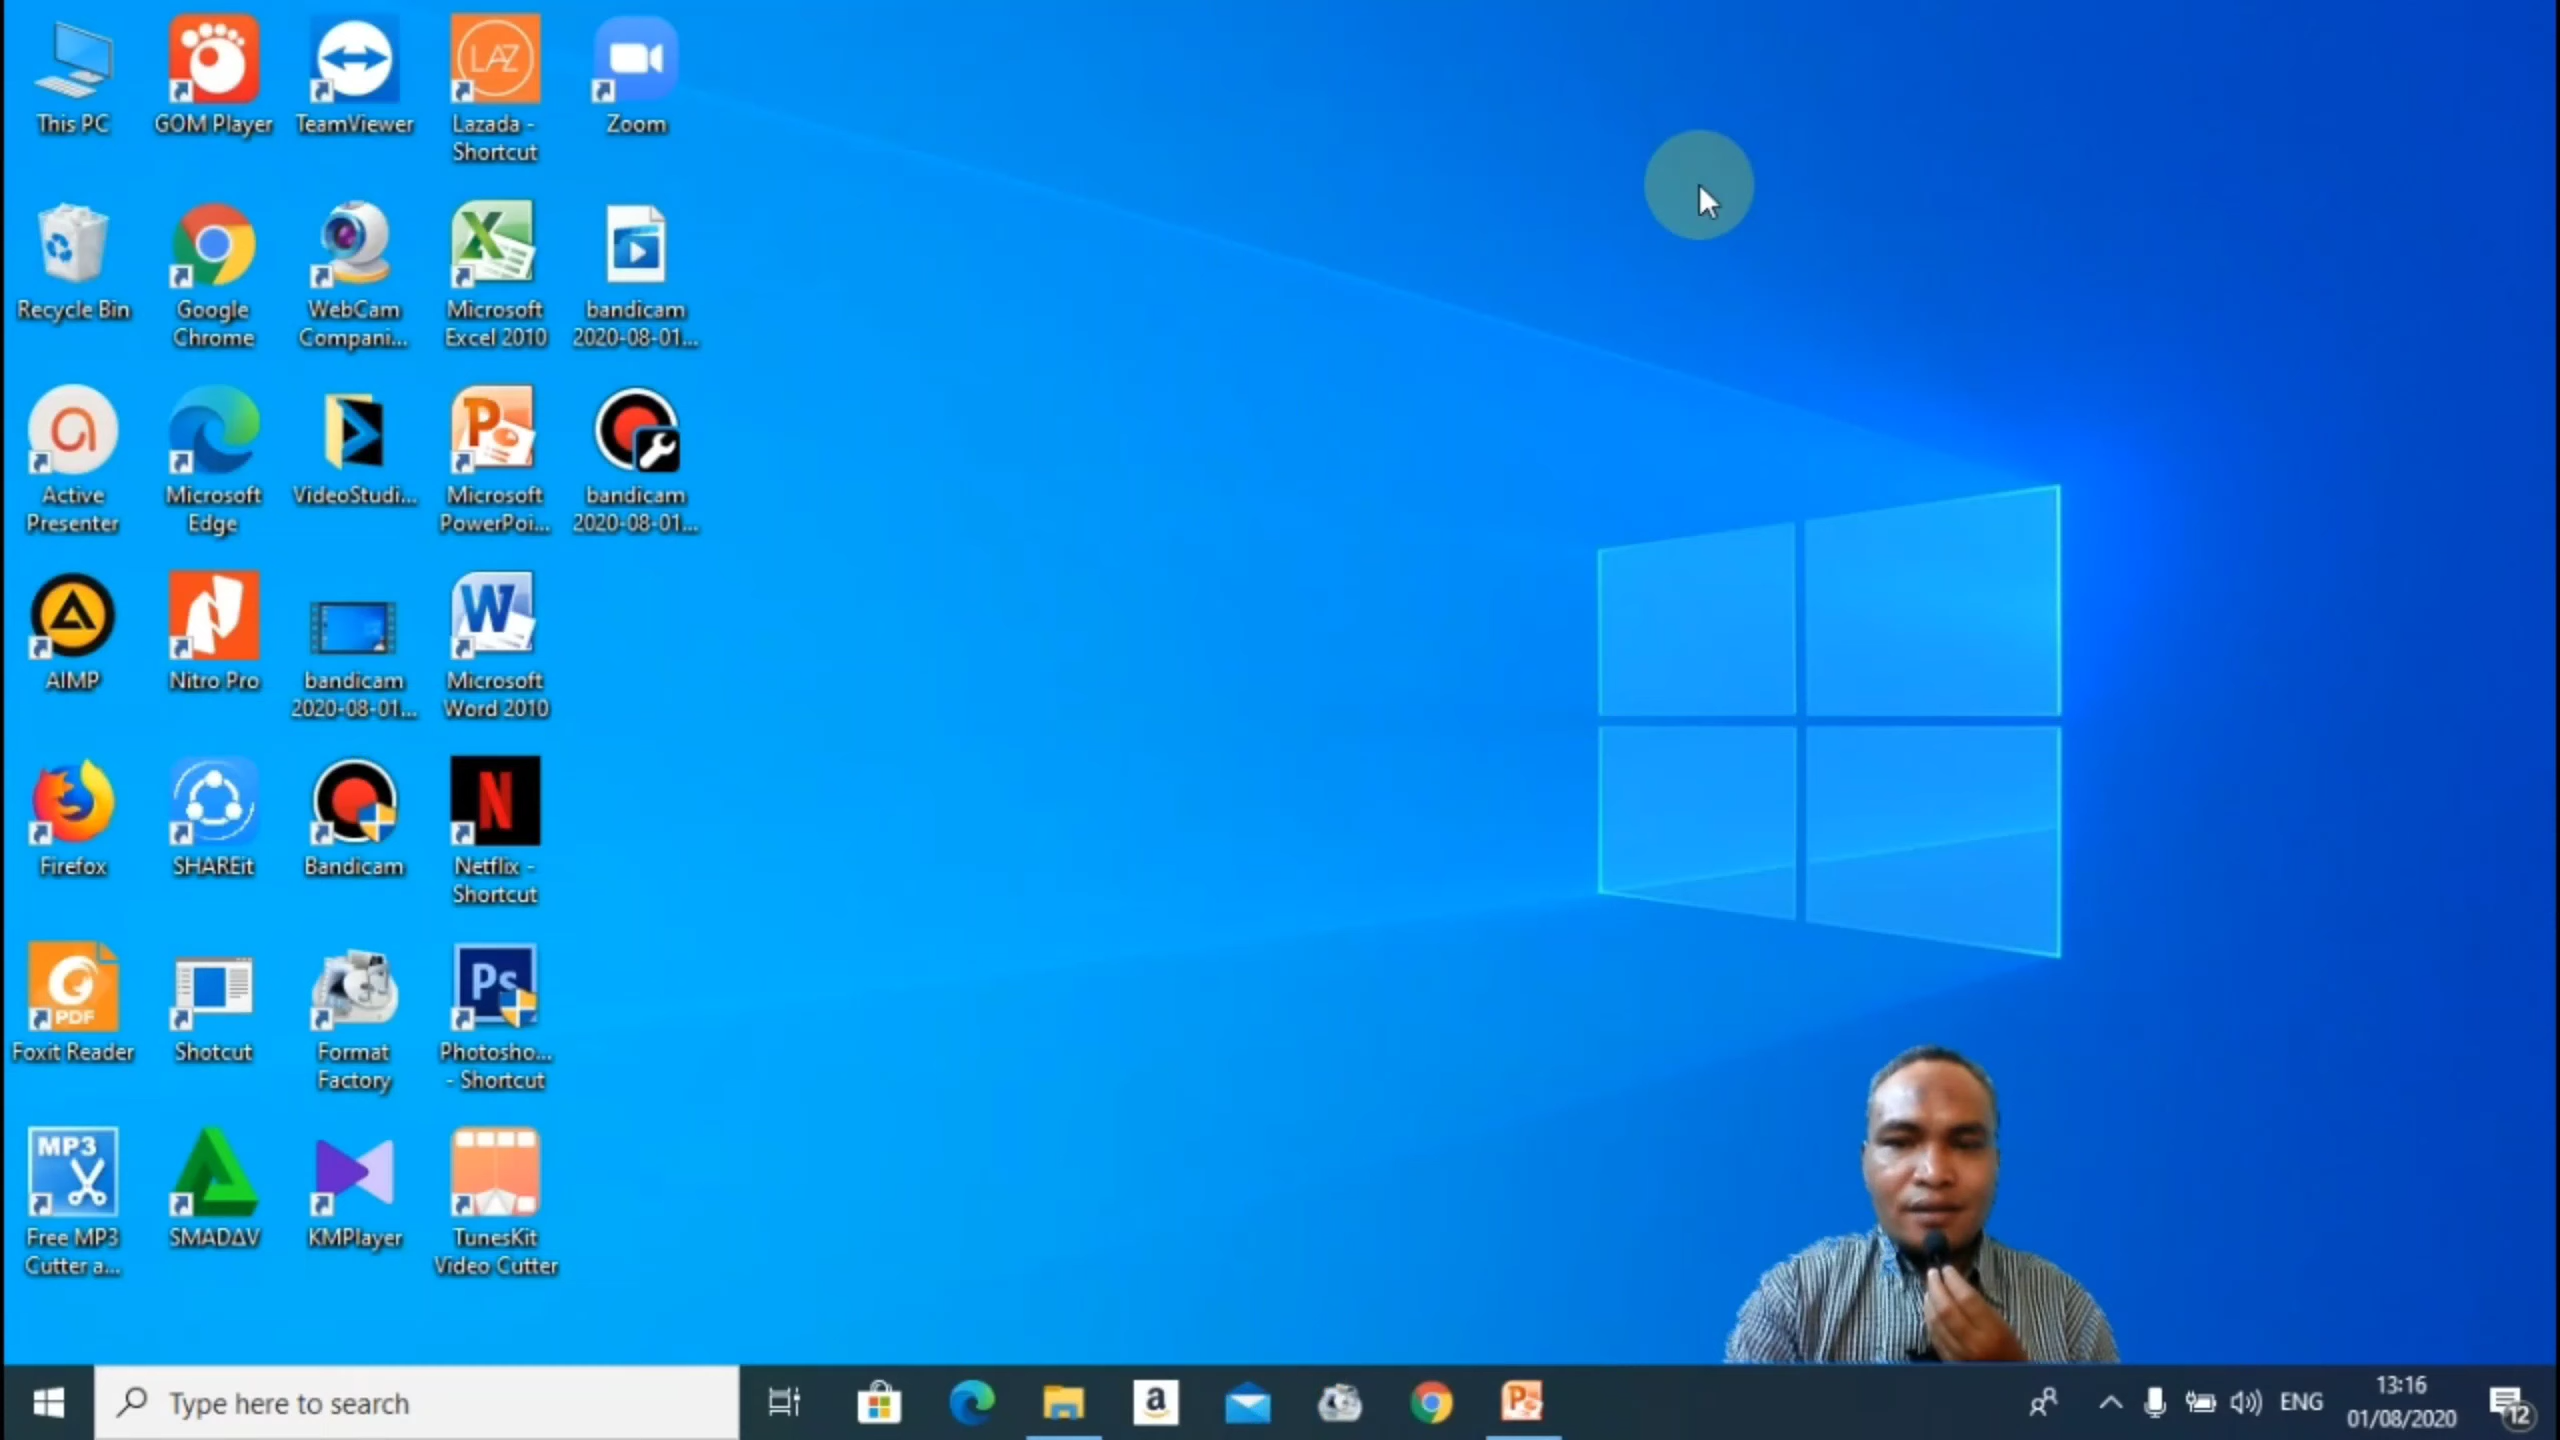 This PC
GOM Player
TeamViewer
LAZ
Lazada -
Shortcut
Zoom
Recycle Bin
Google
Chrome
WebCam
Compani...
Microsoft
Excel 2010
bandicam
2020-08-01...
Active
Presenter
Microsoft
Edge
VideoStudi...
Microsoft
PowerPoi...
bandicam
2020-08-01...
AIMP
Nitro Pro
bandicam
2020-08-01...
W
Microsoft
Word 2010
Firefox
SHAREit
Bandicam
N
Netflix -
Shortcut
PDF
Foxit Reader
Shotcut
Format
Factory
Ps
Photosho...
- Shortcut
MP3
Free MP3
Cutter a...
SMADΔV
KMPlayer
TunesKit
Video Cutter
Type here to search
a
ENG
13:16
01/08/2020
12